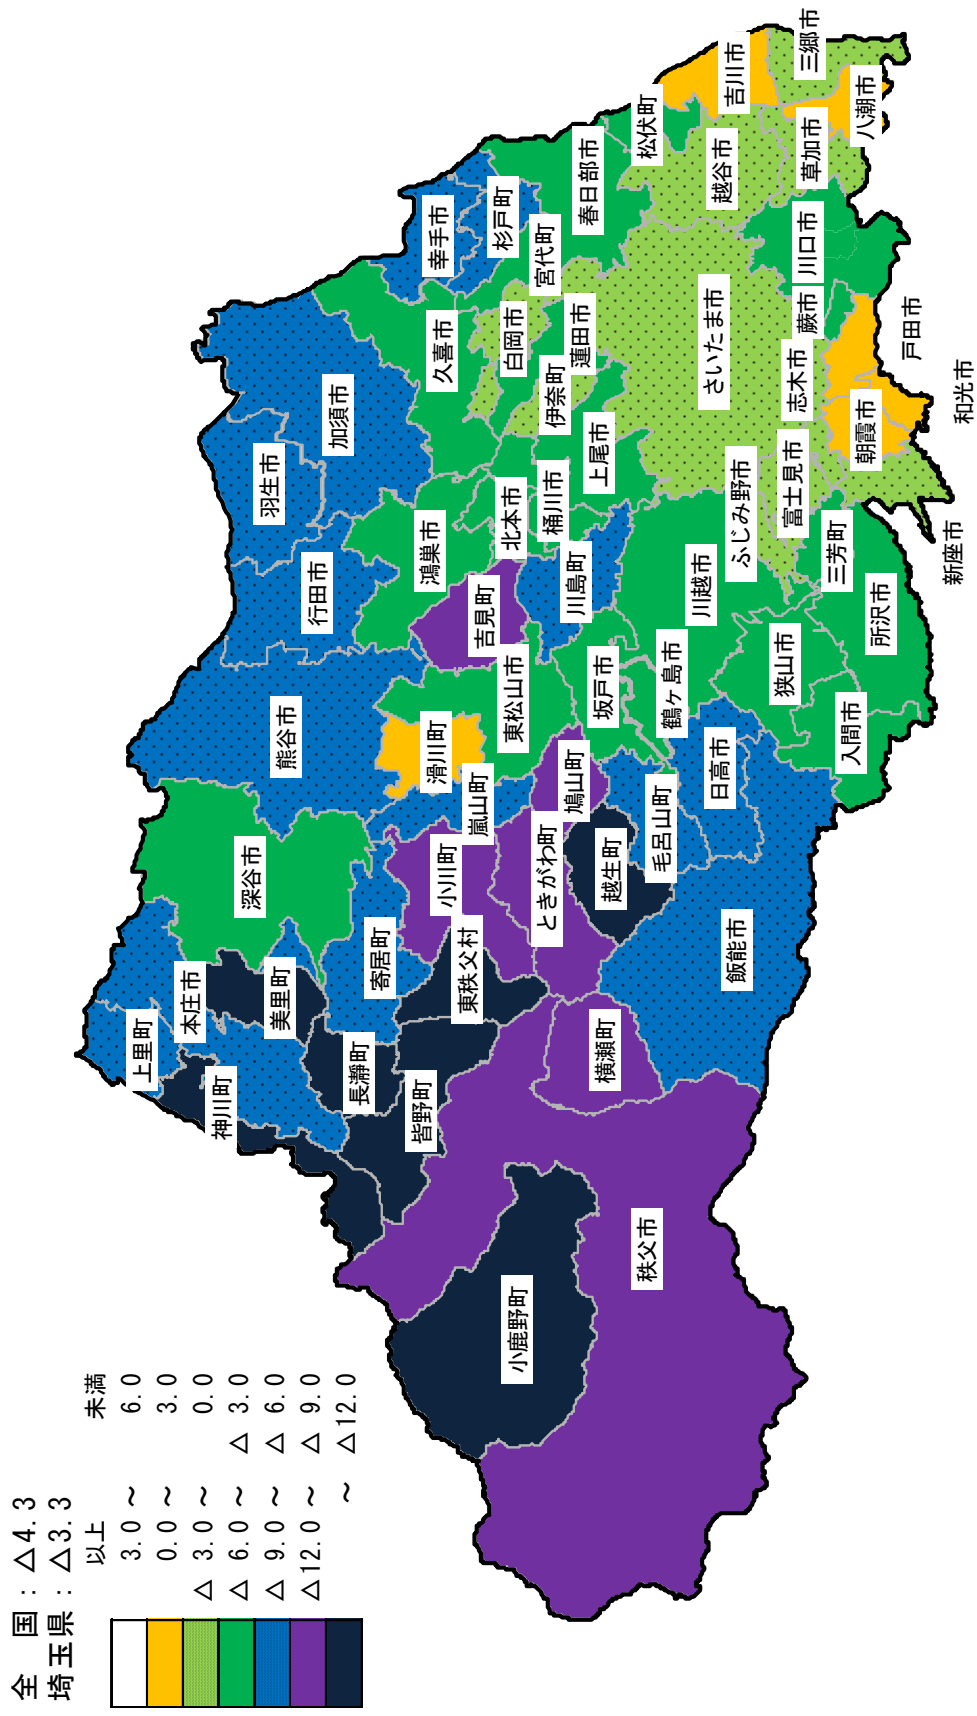 全　国：△4.3
埼玉県：△3.3
以上　未満
3.0 ～ 6.0
0.0 ～ 3.0
△ 3.0 ～ 0.0
△ 6.0 ～ △ 3.0
△ 9.0 ～ △ 6.0
△12.0 ～ △ 9.0
～ △12.0
上里町
本庄市
神川町
美里町
深谷市
熊谷市
行田市
羽生市
加須市
長瀞町
皆野町
寄居町
小川町
東秩父村
嵐山町
滑川町
吉見町
鴻巣市
北本市
久喜市
幸手市
杉戸町
宮代町
白岡市
蓮田市
伊奈町
桶川市
上尾市
川島町
東松山市
坂戸市
鶴ヶ島市
鳩山町
ときがわ町
越生町
毛呂山町
日高市
飯能市
横瀬町
秩父市
小鹿野町
春日部市
松伏町
吉川市
越谷市
三郷市
八潮市
草加市
川口市
蕨市
戸田市
さいたま市
志木市
朝霞市
和光市
新座市
富士見市
ふじみ野市
三芳町
川越市
所沢市
狭山市
入間市